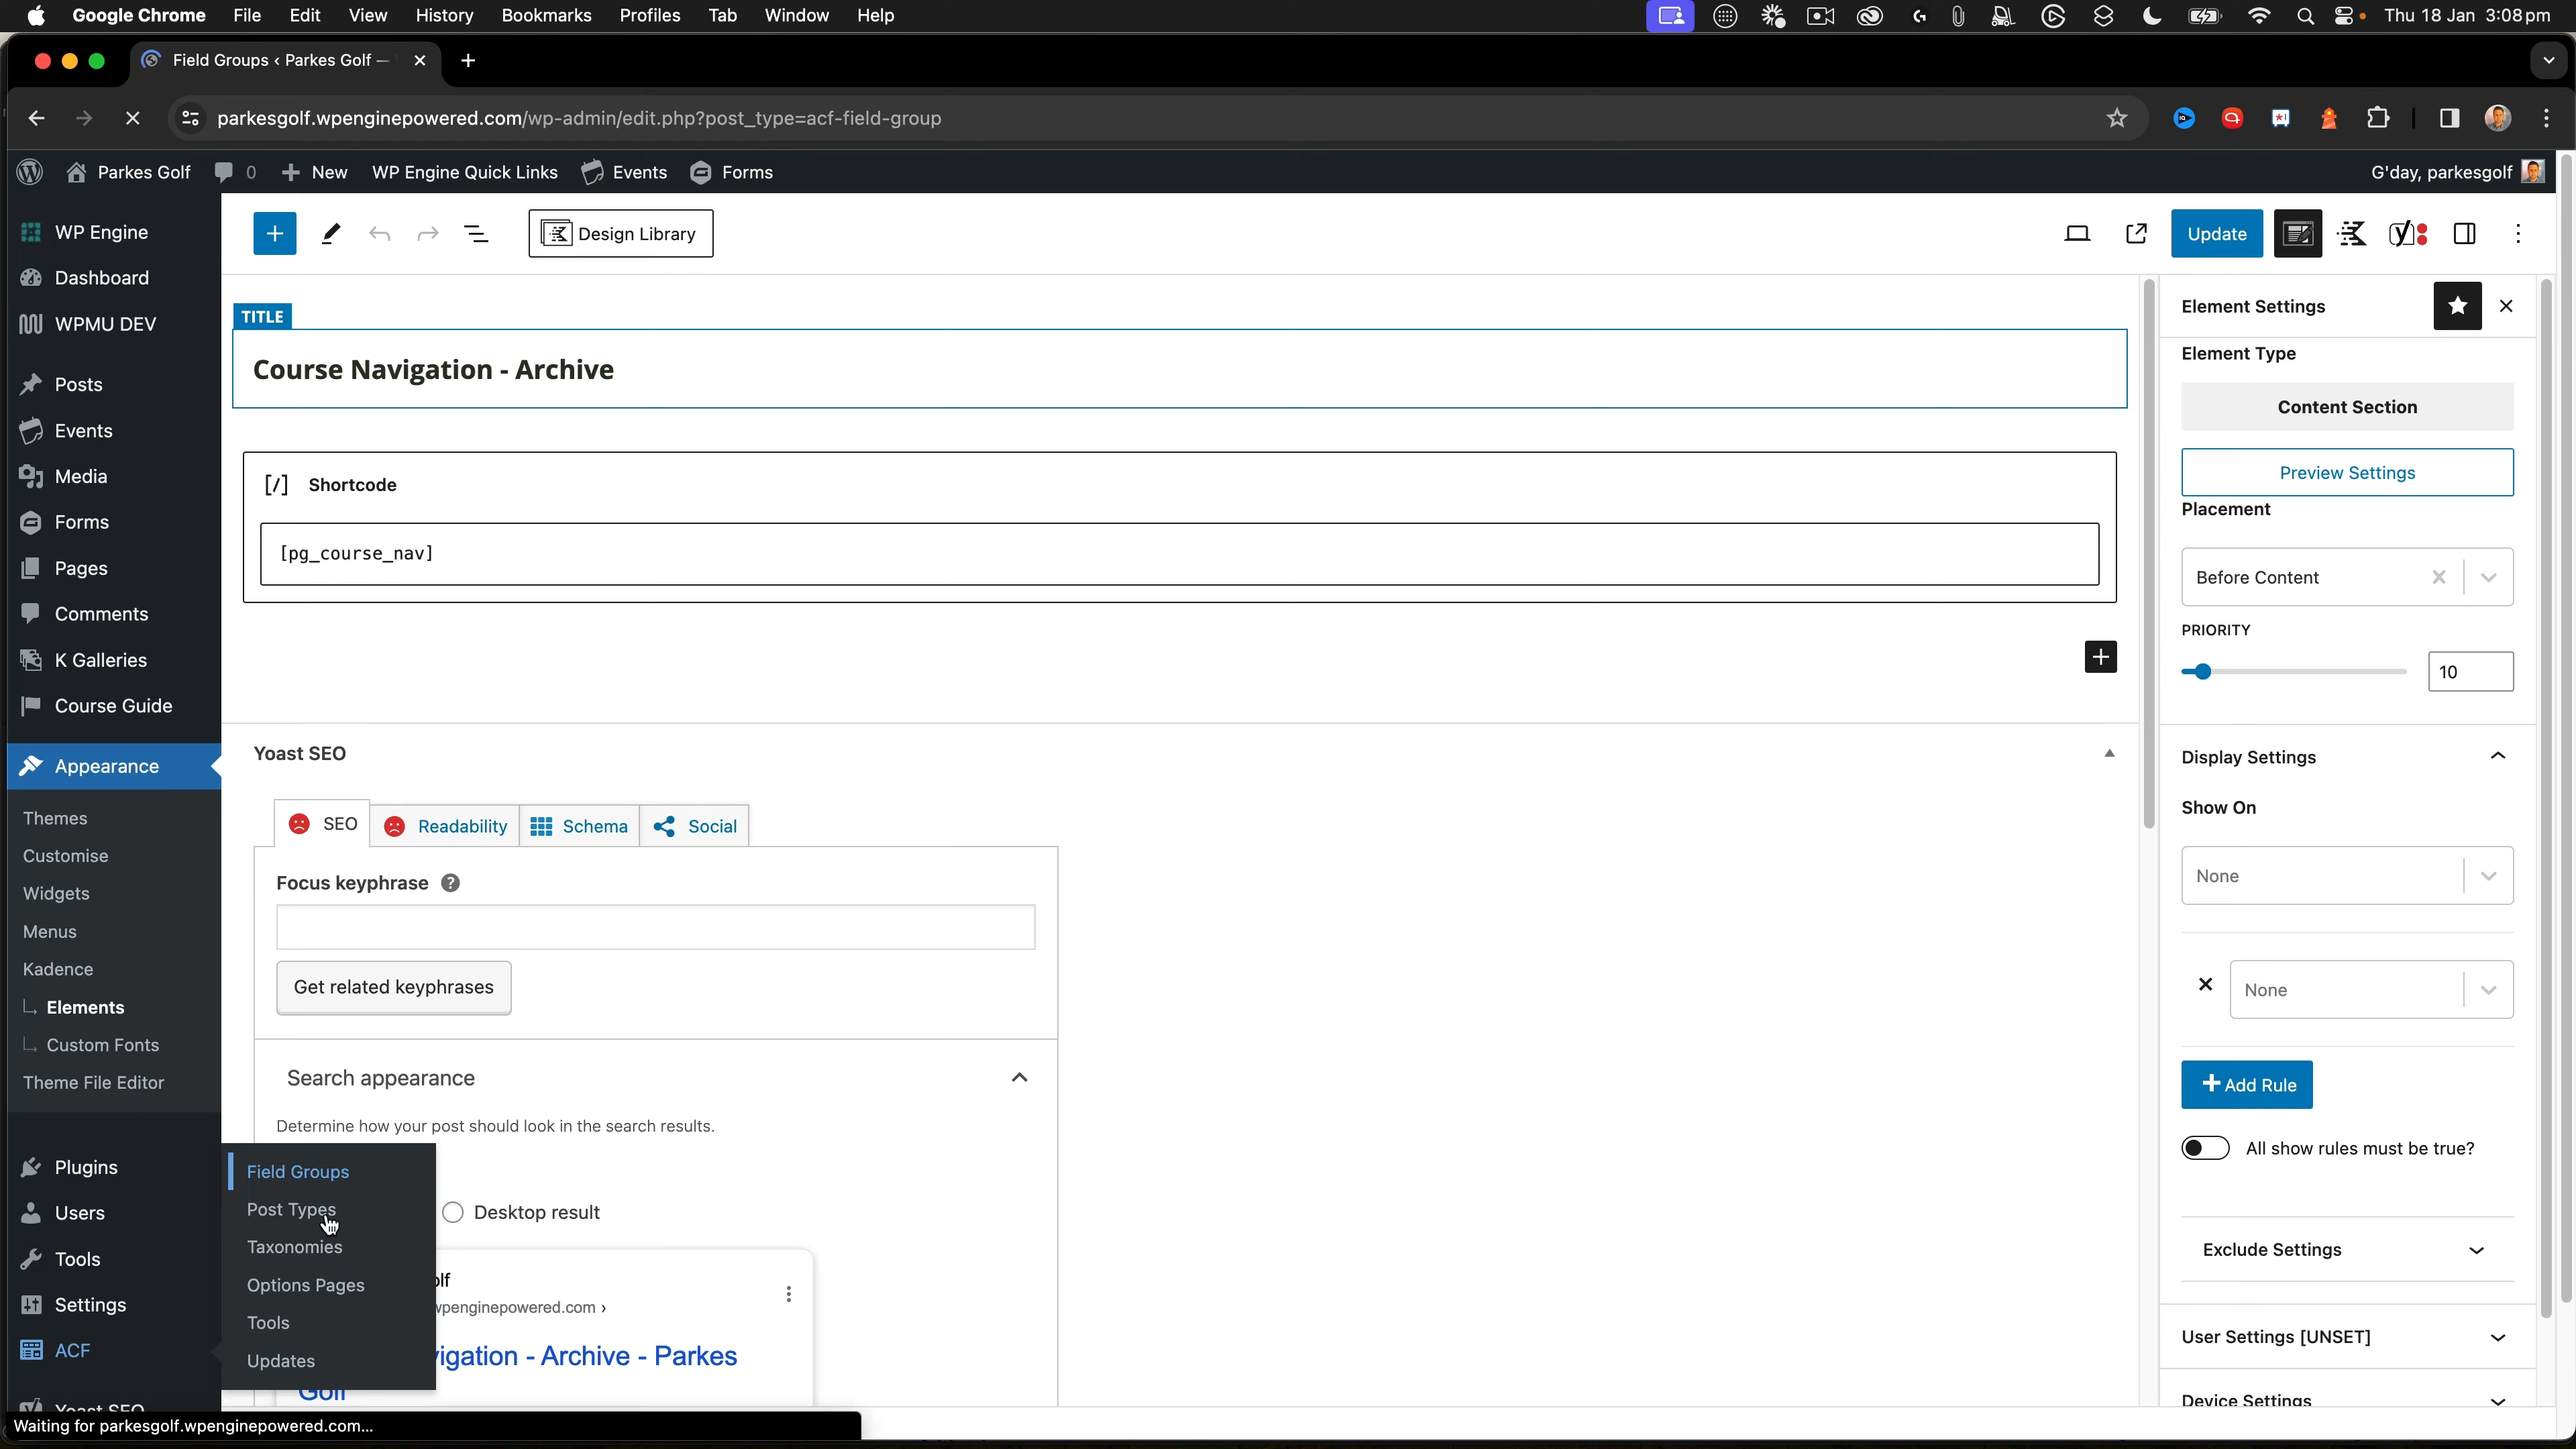 Google Chrome File Edit View History Bookmarks Profiles Tab Window Help Thu 18 Jan 3:08 pm
Field Groups ‹ Parkes Golf —
parkesgolf.wpenginepowered.com/wp-admin/edit.php?post_type=acf-field-group
Parkes Golf 0 New WP Engine Quick Links Events Forms G'day, parkesgolf
WP Engine
Dashboard
WPMU DEV
Posts
Events
Media
Forms
Pages
Comments
K Galleries
Course Guide
Appearance
Themes
Customise
Widgets
Menus
Kadence
Elements
Custom Fonts
Theme File Editor
Plugins
Users
Tools
Settings
ACF
Yoast SEO
Field Groups
Post Types
Taxonomies
Options Pages
Tools
Updates
Design Library
Update
TITLE
Course Navigation - Archive
[/] Shortcode
[pg_course_nav]
Yoast SEO
SEO Readability Schema Social
Focus keyphrase
Get related keyphrases
Search appearance
Determine how your post should look in the search results.
Desktop result
olf
wpenginepowered.com ›
vigation - Archive - Parkes
Golf
Element Settings
Element Type
Content Section
Preview Settings
Placement
Before Content
PRIORITY
10
Display Settings
Show On
None
None
Add Rule
All show rules must be true?
Exclude Settings
User Settings [UNSET]
Device Settings
Waiting for parkesgolf.wpenginepowered.com...